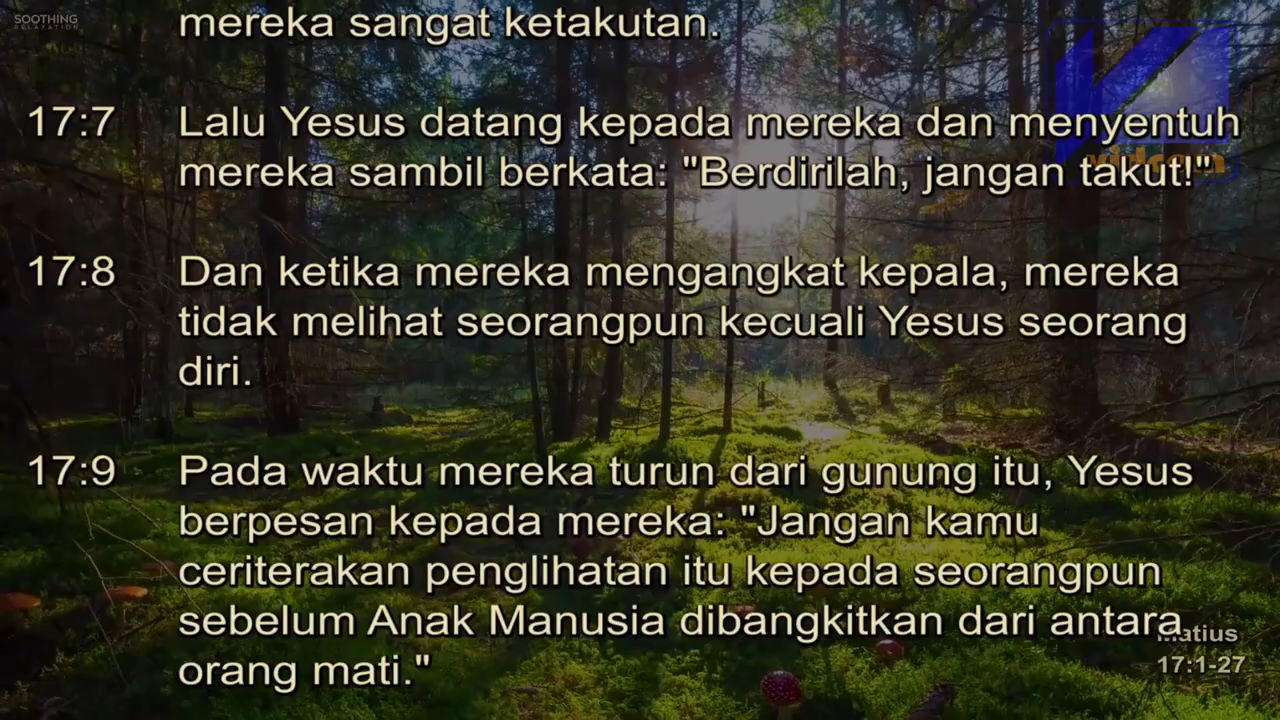 SOOTHING
RELAXATION
mereka sangat ketakutan.
17:7 Lalu Yesus datang kepada mereka dan menyentuh
mereka sambil berkata: "Berdirilah, jangan takut!"
vidcom
17:8 Dan ketika mereka mengangkat kepala, mereka
tidak melihat seorangpun kecuali Yesus seorang
diri.
17:9 Pada waktu mereka turun dari gunung itu, Yesus
berpesan kepada mereka: "Jangan kamu
ceriterakan penglihatan itu kepada seorangpun
sebelum Anak Manusia dibangkitkan dari antara
orang mati."
Matius
17:1-27